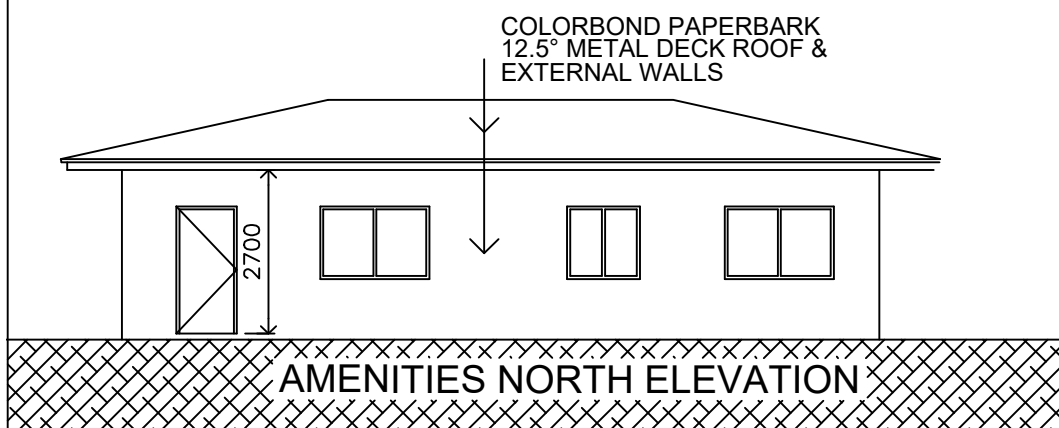 COLORBOND PAPERBARK
12.5° METAL DECK ROOF &
EXTERNAL WALLS
2700
AMENITIES NORTH ELEVATION